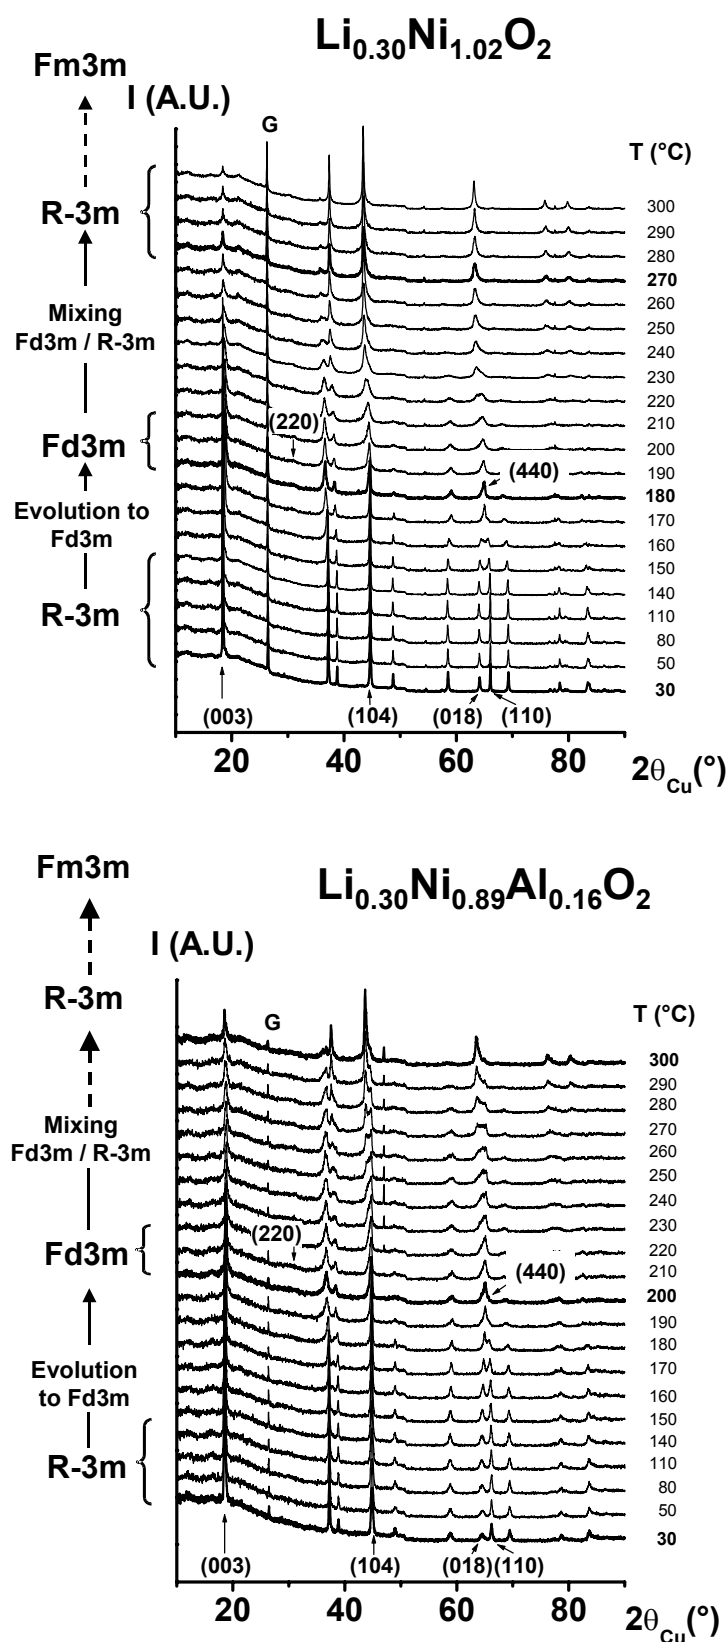 Li0.30Ni1.02O2
Fm3m
I (A.U.)
G
T (°C)
R-3m
Mixing
Fd3m / R-3m
Fd3m
Evolution to
Fd3m
R-3m
300
290
280
270
260
250
240
230
220
210
200
190
180
170
160
150
140
110
80
50
30
(220)
(440)
(003)
(104)
(018)
(110)
20
40
60
80
2θCu(°)
Li0.30Ni0.89Al0.16O2
Fm3m
I (A.U.)
R-3m
G
T (°C)
Mixing
Fd3m / R-3m
Fd3m
Evolution
to Fd3m
R-3m
300
290
280
270
260
250
240
230
220
210
200
190
180
170
160
150
140
110
80
50
30
(220)
(440)
(003)
(104)
(018)
(110)
20
40
60
80
2θCu(°)